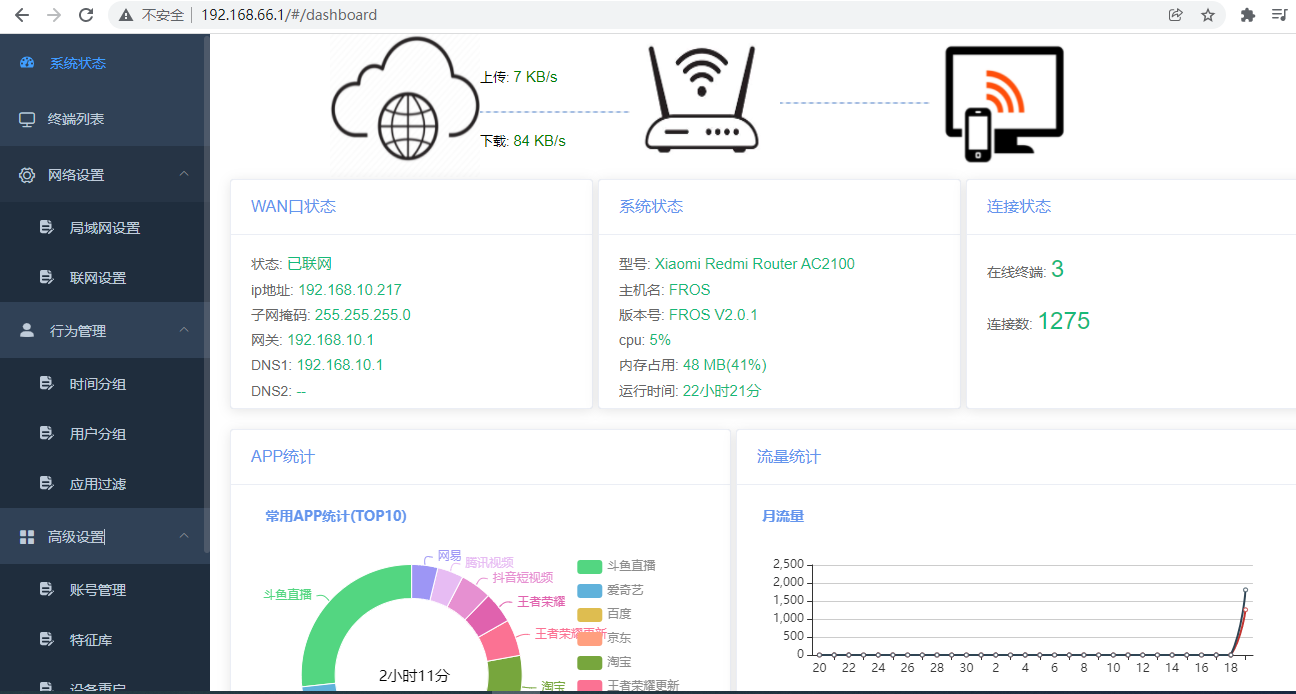 不安全 192.168.66.1/#/dashboard
系统状态
终端列表
网络设置
局域网设置
联网设置
行为管理
时间分组
用户分组
应用过滤
高级设置
账号管理
特征库
设备重启
上传: 7 KB/s
下载: 84 KB/s
WAN口状态
状态: 已联网
ip地址: 192.168.10.217
子网掩码: 255.255.255.0
网关: 192.168.10.1
DNS1: 192.168.10.1
DNS2: --
系统状态
型号: Xiaomi Redmi Router AC2100
主机名: FROS
版本号: FROS V2.0.1
cpu: 5%
内存占用: 48 MB(41%)
运行时间: 22小时21分
连接状态
在线终端: 3
连接数: 1275
APP统计
常用APP统计(TOP10)
网易
腾讯视频
抖音短视频
王者荣耀
王者荣耀更新
淘宝
斗鱼直播
2小时11分
斗鱼直播
爱奇艺
百度
京东
淘宝
王者荣耀更新
流量统计
月流量
2,500
2,000
1,500
1,000
500
0
20 22 24 26 28 30 2 4 6 8 10 12 14 16 18